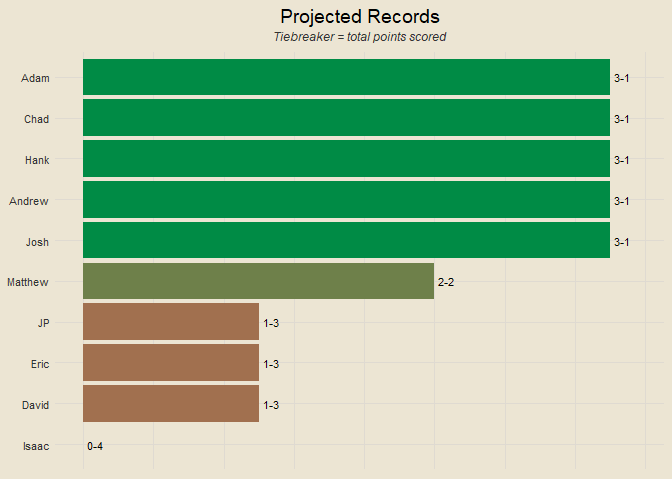 Projected Records
Tiebreaker = total points scored
Adam 3-1
Chad 3-1
Hank 3-1
Andrew 3-1
Josh 3-1
Matthew 2-2
JP 1-3
Eric 1-3
David 1-3
Isaac 0-4